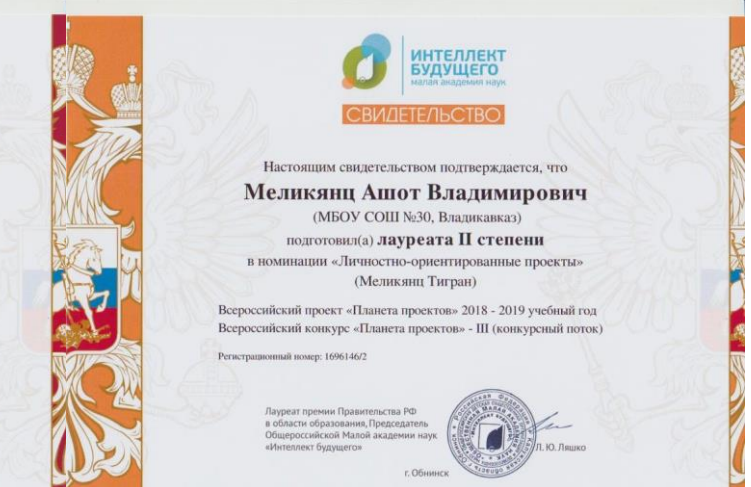 ИНТЕЛЛЕКТ
БУДУЩЕГО
малая академия наук
СВИДЕТЕЛЬСТВО
Настоящим свидетельством подтверждается, что
Меликянц Ашот Владимирович
(МБОУ СОШ №30, Владикавказ)
подготовил(а) лауреата II степени
в номинации «Личностно-ориентированные проекты»
(Меликянц Тигран)
Всероссийский проект «Планета проектов» 2018 - 2019 учебный год
Всероссийский конкурс «Планета проектов» - III (конкурсный поток)
Регистрационный номер: 1696146/2
Лауреат премии Правительства РФ
в области образования, Председатель
Общероссийской Малой академии наук
«Интеллект будущего»
Л. Ю. Ляшко
г. Обнинск